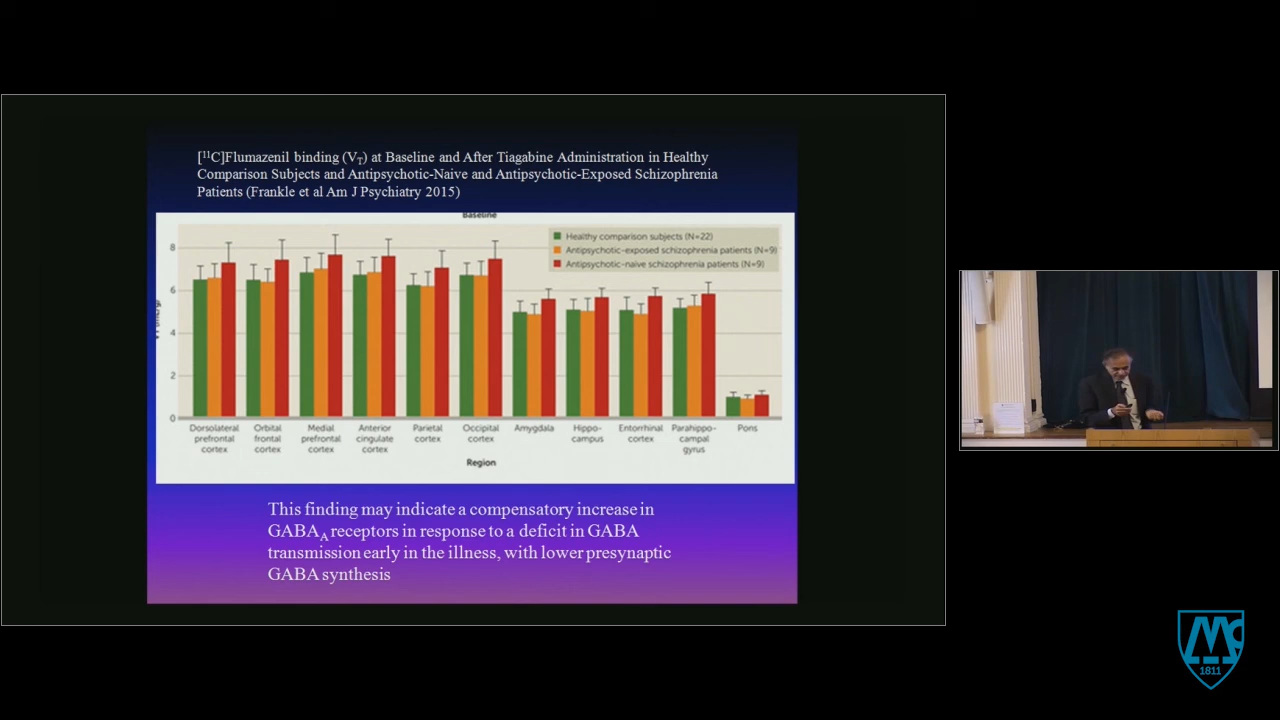 [¹¹C]Flumazenil binding (V_T) at Baseline and After Tiagabine Administration in Healthy
Comparison Subjects and Antipsychotic-Naive and Antipsychotic-Exposed Schizophrenia
Patients (Frankle et al Am J Psychiatry 2015)
Baseline
Healthy comparison subjects (N=22)
Antipsychotic-exposed schizophrenia patients (N=9)
Antipsychotic-naive schizophrenia patients (N=9)
8
6
4
2
0
Dorsolateral prefrontal cortex
Orbital frontal cortex
Medial prefrontal cortex
Anterior cingulate cortex
Parietal cortex
Occipital cortex
Amygdala
Hippo-campus
Entorrhinal cortex
Parahippo-campal gyrus
Pons
Region
This finding may indicate a compensatory increase in
GABA_A receptors in response to a deficit in GABA
transmission early in the illness, with lower presynaptic
GABA synthesis
Mc
1811